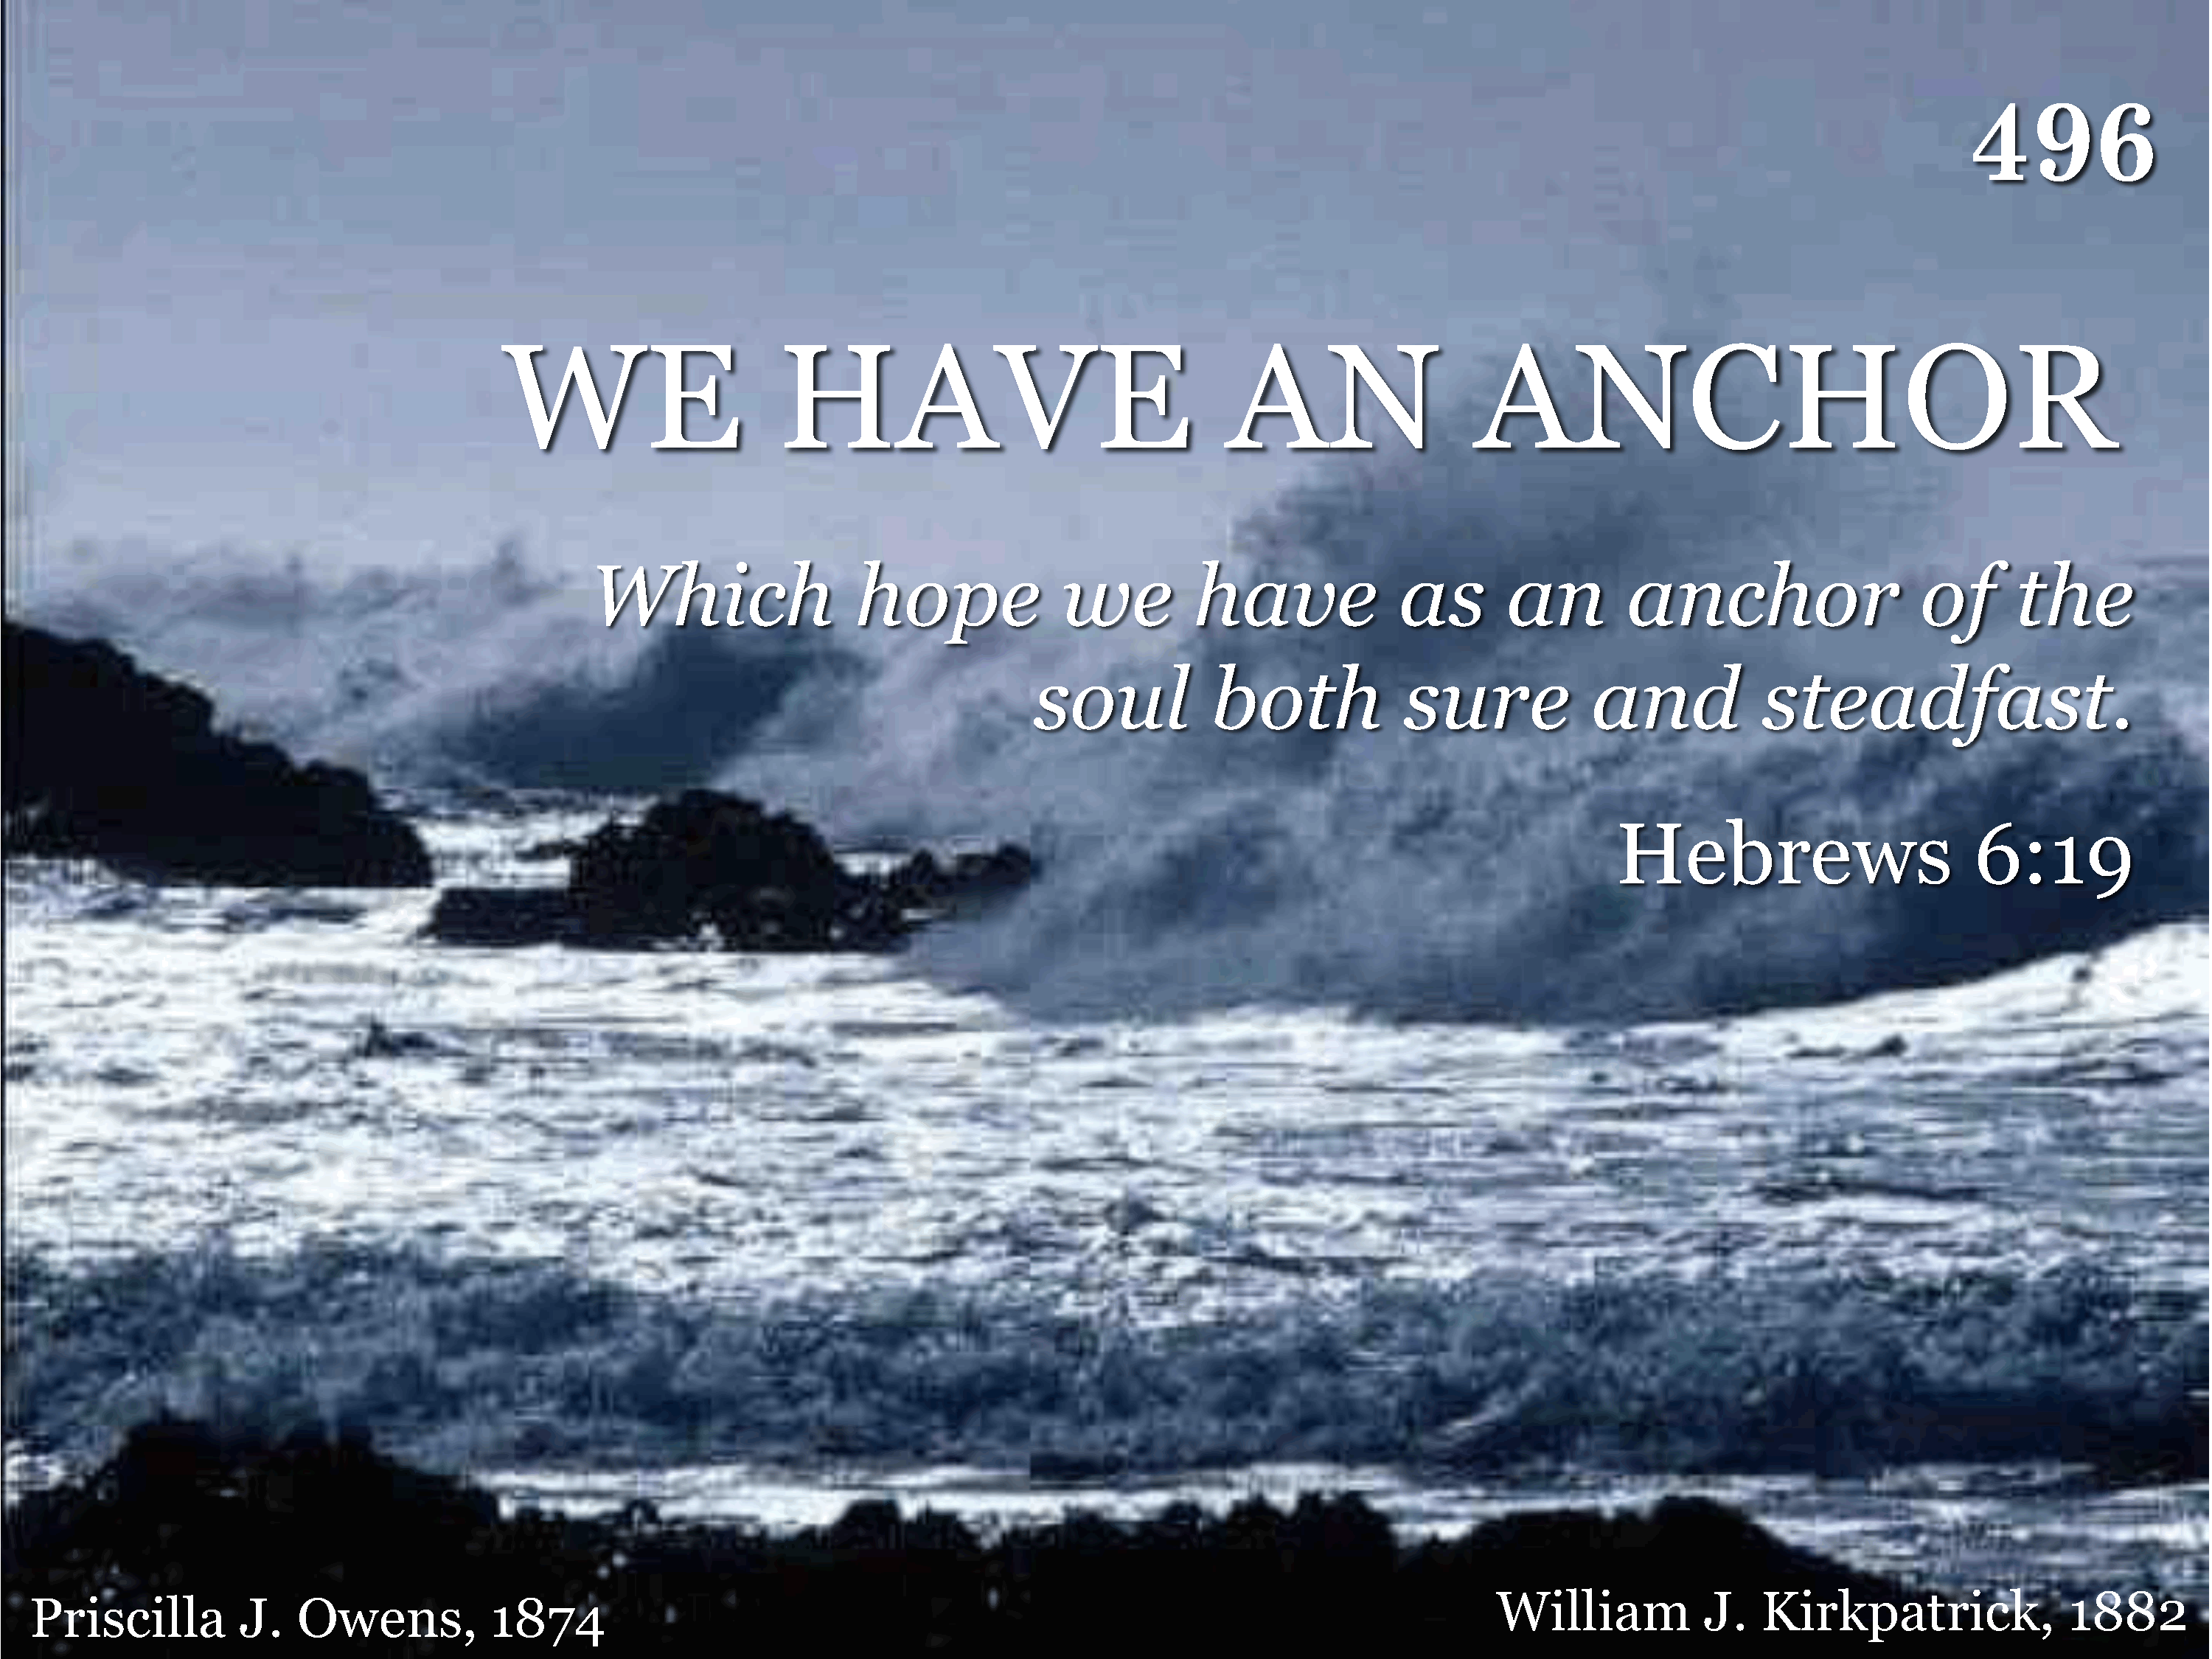 496
WE HAVE AN ANCHOR
Which hope we have as an anchor of the
soul both sure and steadfast.
Hebrews 6:19
Priscilla J. Owens, 1874
William J. Kirkpatrick, 1882